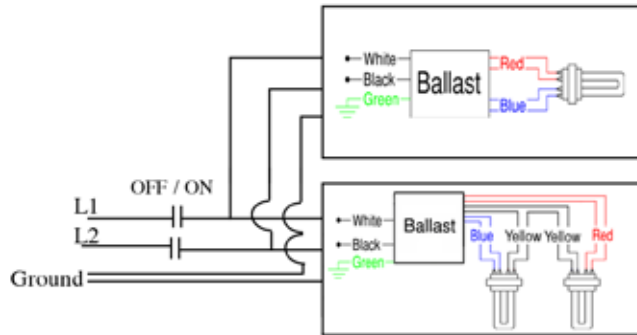 White
Black
Green
Ballast
Red
Blue
OFF / ON
L1
L2
Ground
White
Black
Green
Ballast
Blue
Yellow
Yellow
Red